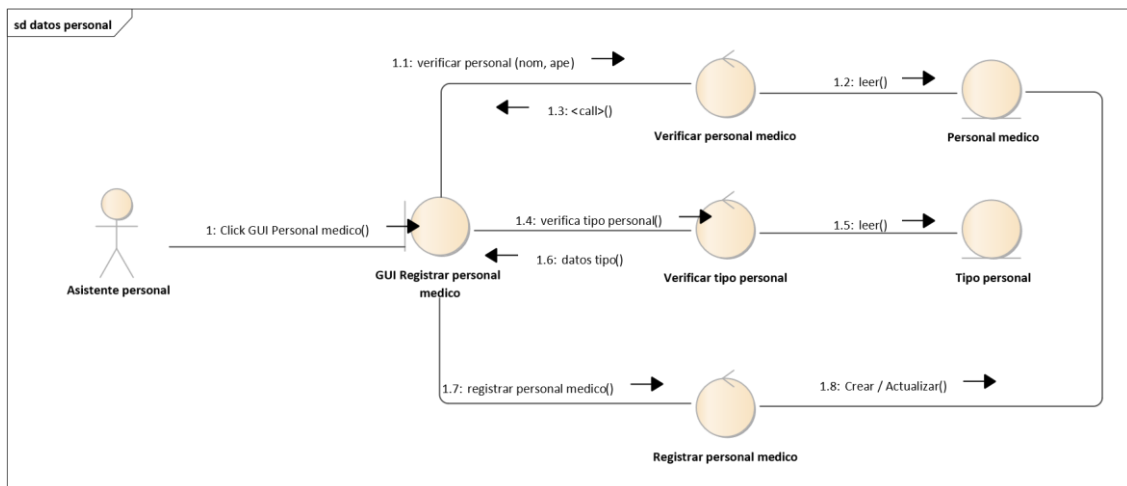 sd datos personal
1.1: verificar personal (nom, ape)
1.2: leer()
1.3: <call>()
Verificar personal medico
Personal medico
1: Click GUI Personal medico()
1.4: verifica tipo personal()
1.5: leer()
1.6: datos tipo()
Asistente personal
GUI Registrar personal
medico
Verificar tipo personal
Tipo personal
1.7: registrar personal medico()
1.8: Crear / Actualizar()
Registrar personal medico